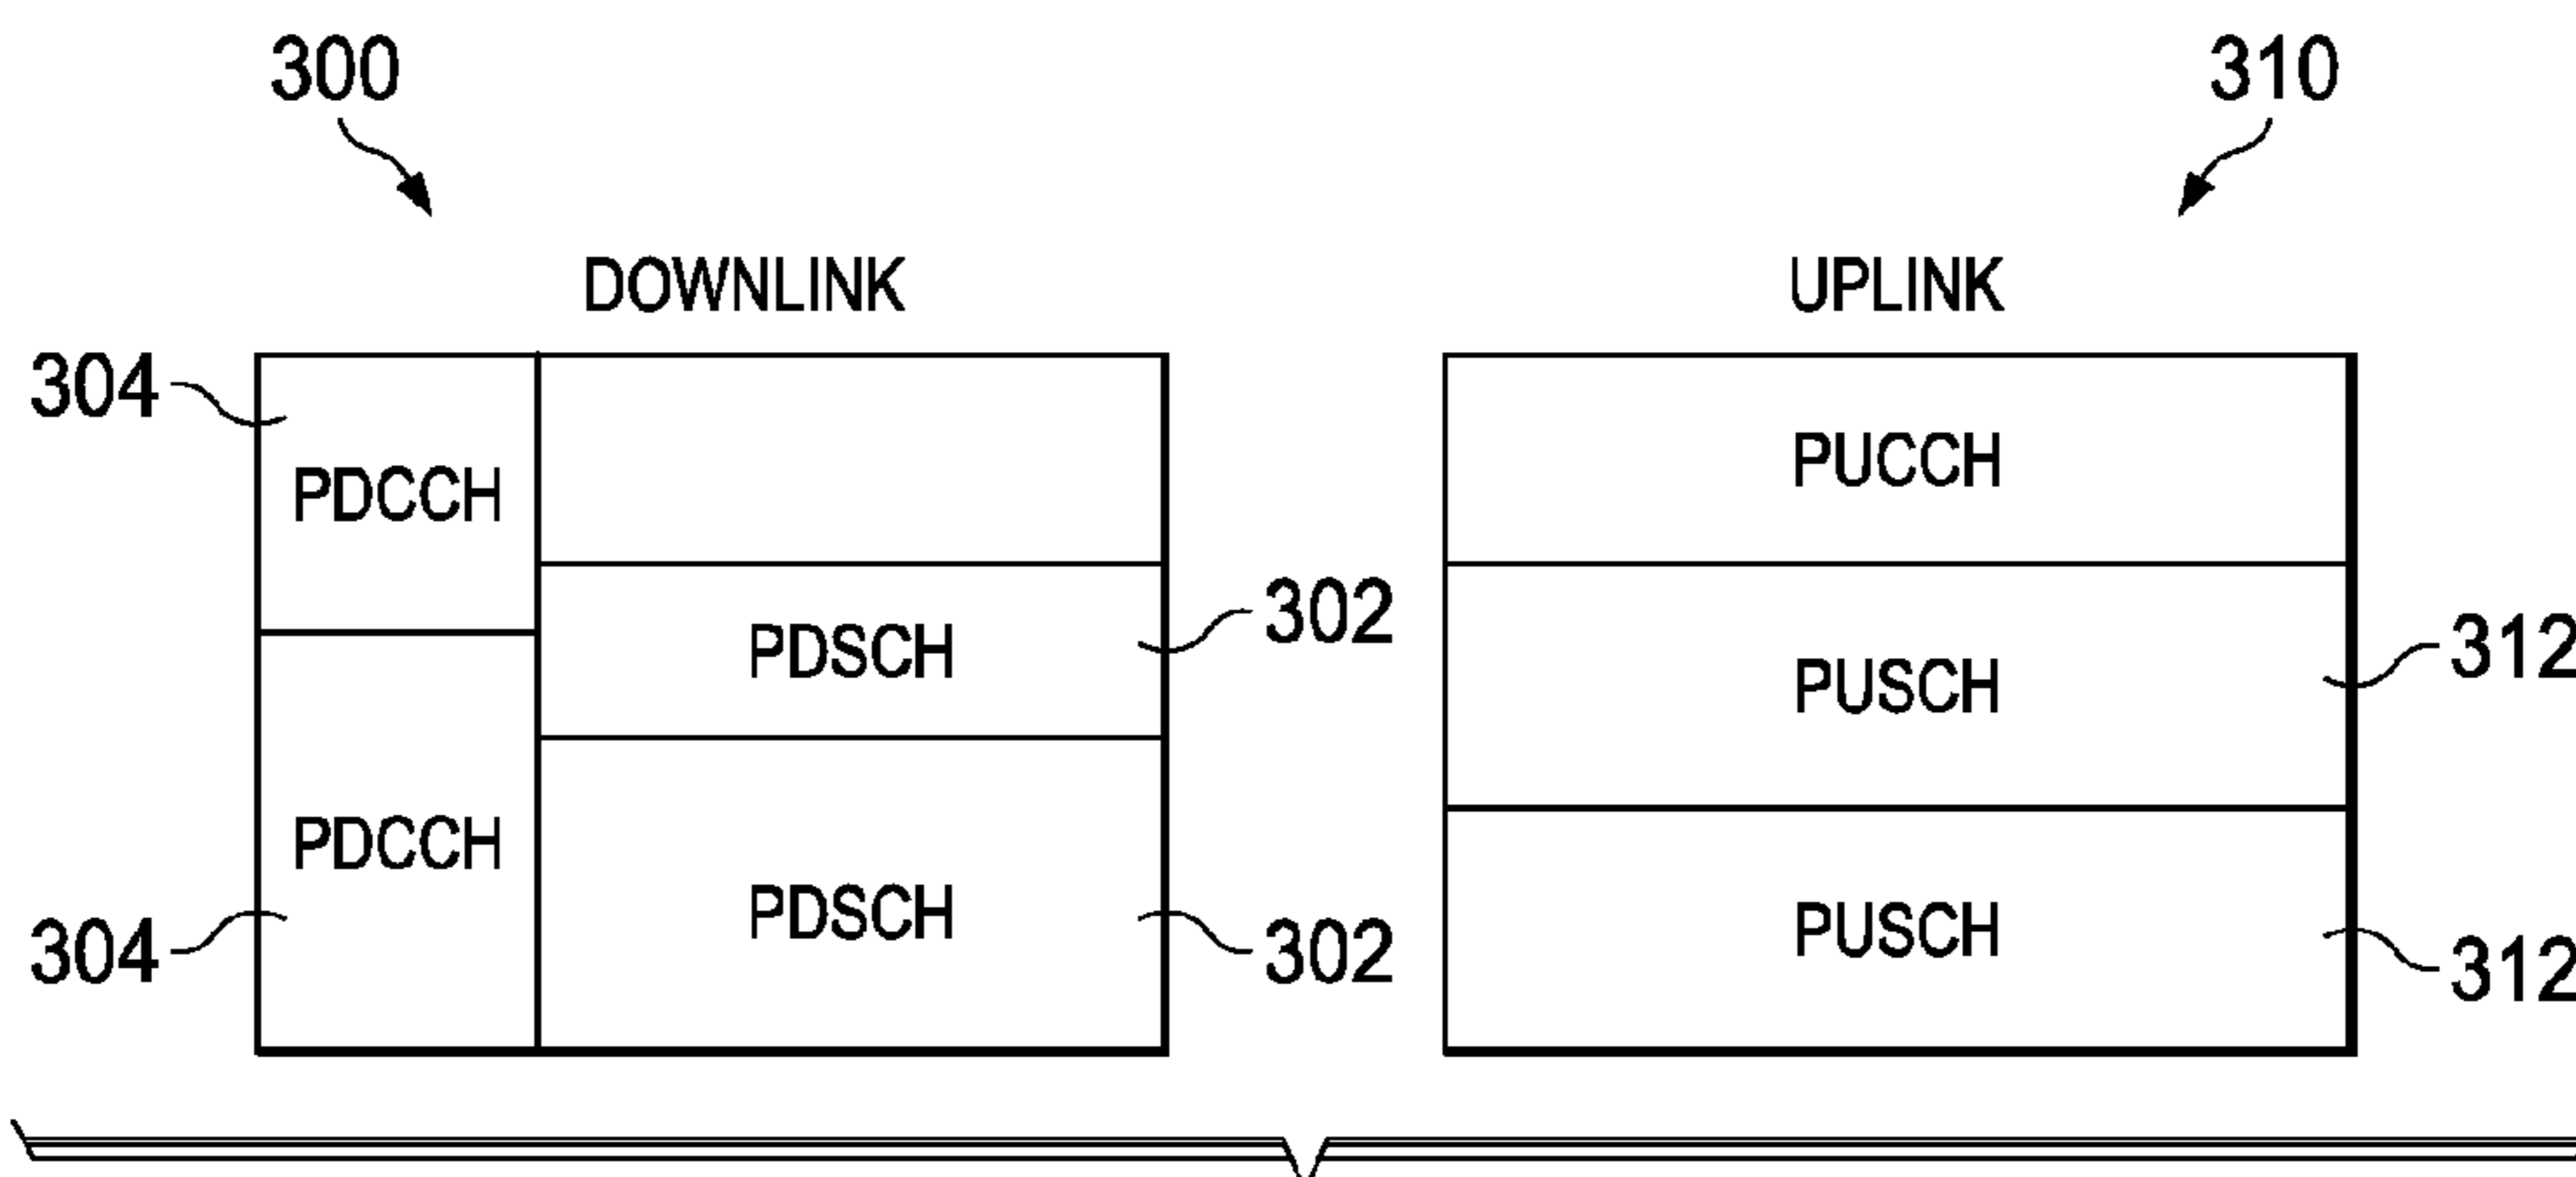 300
310
DOWNLINK
UPLINK
304
PDCCH
PUCCH
302
PDSCH
312
PUSCH
PDCCH
304
PDSCH
302
PUSCH
312